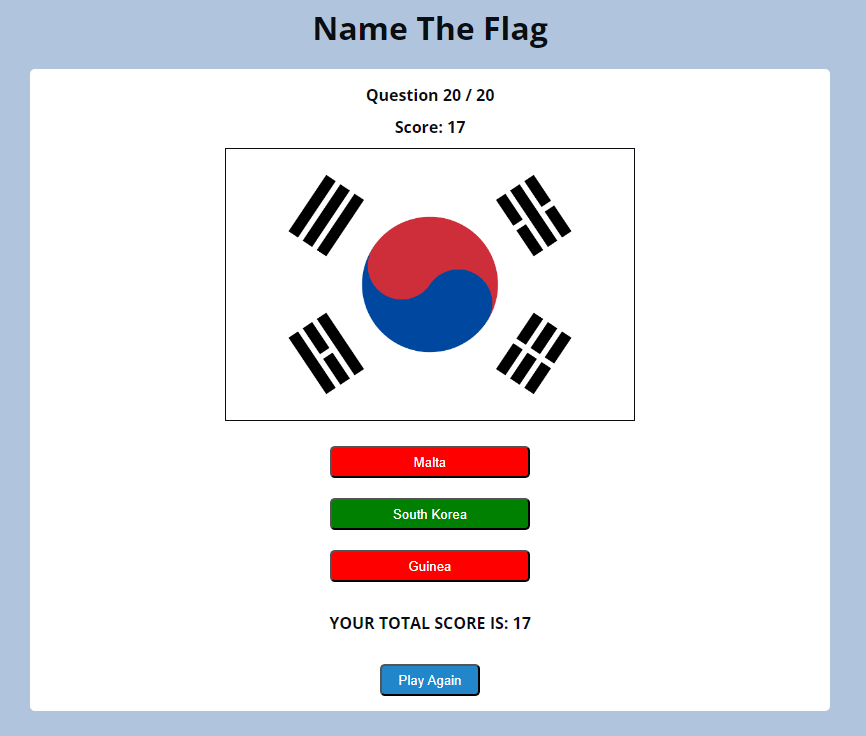 Name The Flag
Question 20 / 20
Score: 17
Malta
South Korea
Guinea
YOUR TOTAL SCORE IS: 17
Play Again